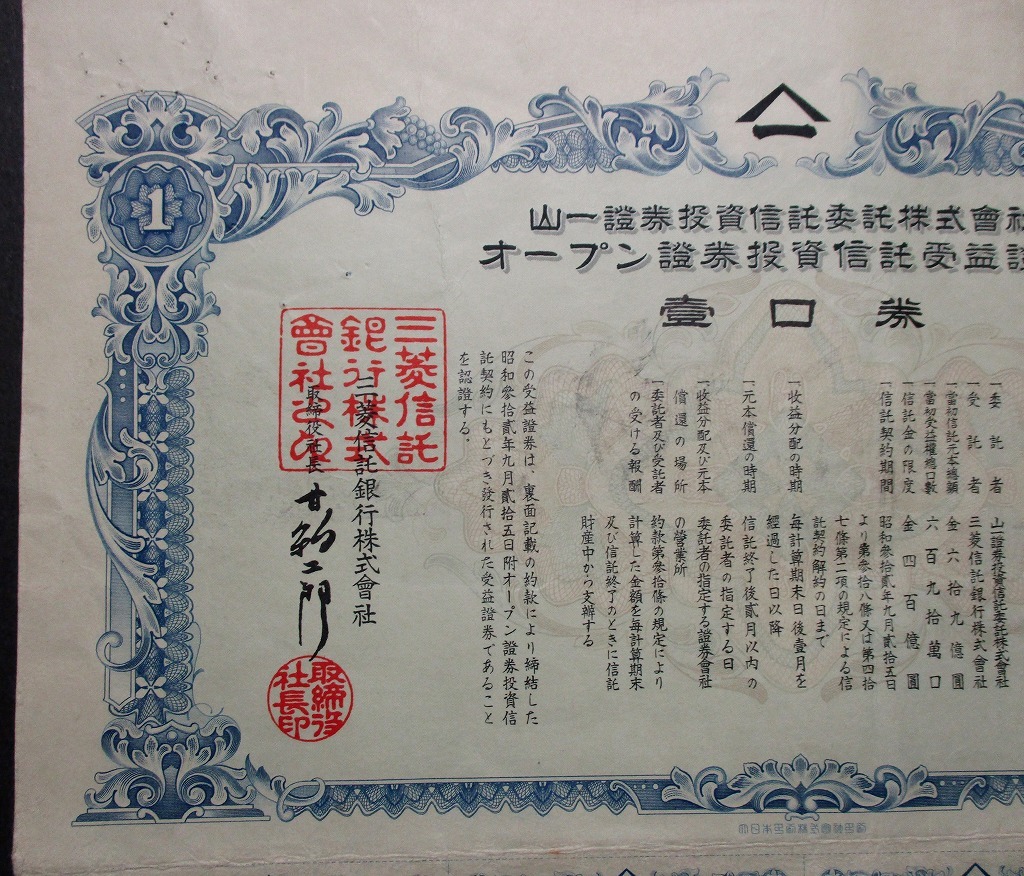 1
山一證券投資信託委託株式會社
オープン證券投資信託受益證
壹口券
一委託者 山一證券投資信託委託株式會社
一受託者 三菱信託銀行株式會社
一當初信託元本總額 金六拾九億圓
一當初受益權總口數 六百九拾萬口
一信託金の限度 金四百億圓
一信託契約期間 昭和參拾貳年九月貳拾五日
より第參拾八條又は第四拾
七條第二項の規定による信
託契約解約の日まで
一收益分配の時期 每計算期末日後壹月を
經過した日以降
一元本償還の時期 信託終了後貳月以內の
委託者の指定する日
一收益分配及び元本 委託者の指定する證券會社
償還の場所 の營業所
一委託者及び受託者 約款第參拾條の規定により
の受ける報酬 計算した金額を每計算期末
及び信託終了のときに信託
財產中から支辨する
この受益證券は、裏面記載の約款により締結した
昭和參拾貳年九月貳拾五日附オープン證券投資信
託契約にもとづき發行された受益證券であること
を認證する。
三菱信託銀行株式會社
取締役社長
三菱信託
銀行株式
會社之印
取締役
社長印